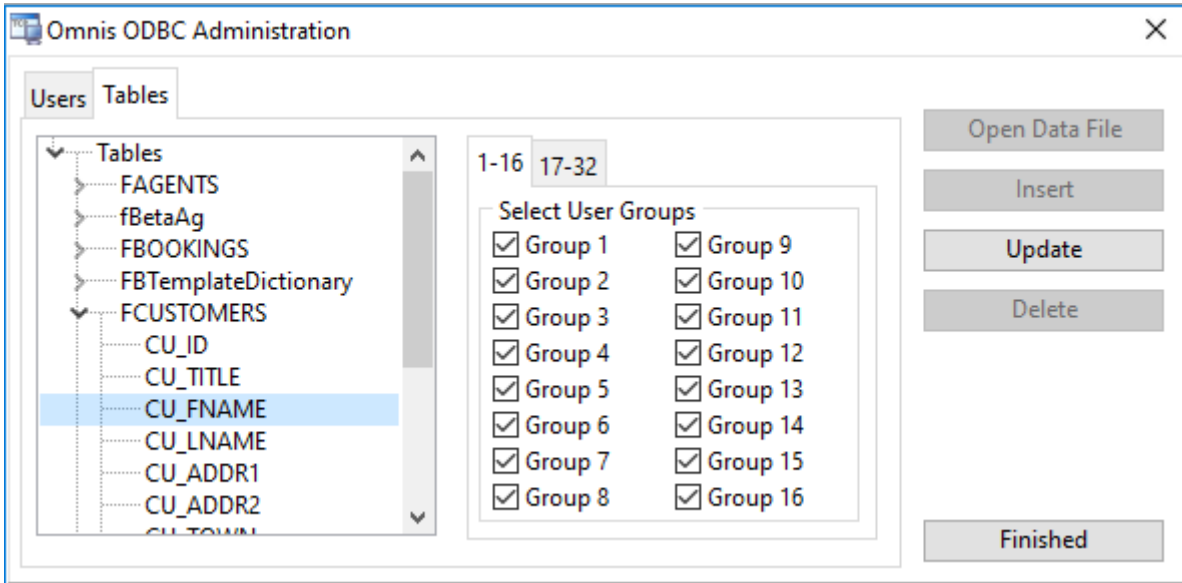 Omnis ODBC Administration
Users Tables
Tables
FAGENTS
fBetaAg
FBOOKINGS
FBTemplateDictionary
FCUSTOMERS
CU_ID
CU_TITLE
CU_FNAME
CU_LNAME
CU_ADDR1
CU_ADDR2
CU_TOWN
1-16 17-32
Select User Groups
Group 1 Group 9
Group 2 Group 10
Group 3 Group 11
Group 4 Group 12
Group 5 Group 13
Group 6 Group 14
Group 7 Group 15
Group 8 Group 16
Open Data File
Insert
Update
Delete
Finished